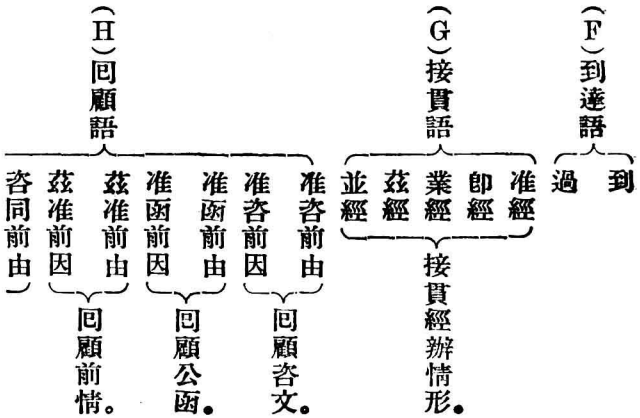 (F)到達語
到
過
(G)接貫語
准經
卽經
業經
茲經
並經
接貫經辦情形。
(H)回顧語
准咨前由
准咨前因
回顧咨文。
准函前由
准函前因
回顧公函。
茲准前由
茲准前因
回顧前情。
咨同前由